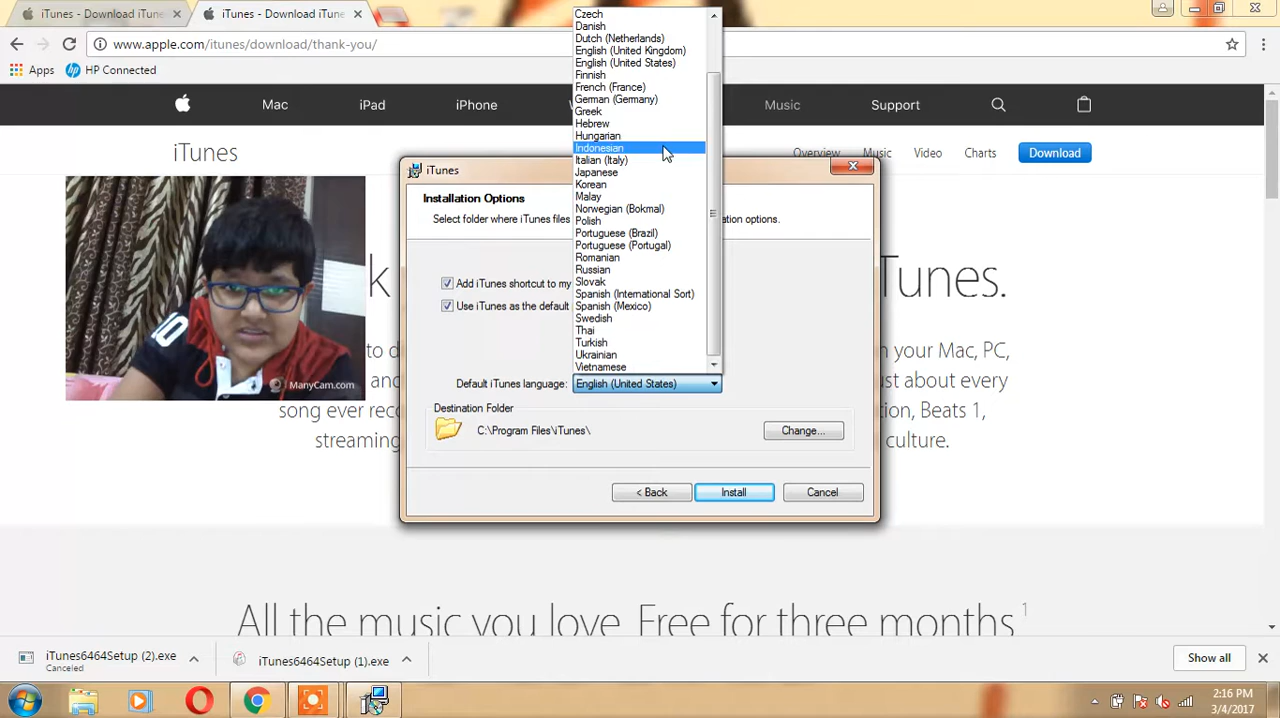 iTunes - Download iTune
iTunes - Download iTune
www.apple.com/itunes/download/thank-you/
Apps
HP Connected
Mac
iPad
iPhone
Music
Support
iTunes
Overview
Video
Charts
Download
Czech
Danish
Dutch (Netherlands)
English (United Kingdom)
English (United States)
Finnish
French (France)
German (Germany)
Greek
Hebrew
Hungarian
Indonesian
Italian (Italy)
Japanese
Korean
Malay
Norwegian (Bokmal)
Polish
Portuguese (Brazil)
Portuguese (Portugal)
Romanian
Russian
Slovak
Spanish (International Sort)
Spanish (Mexico)
Swedish
Thai
Turkish
Ukrainian
Vietnamese
iTunes
Installation Options
Select folder where iTunes files
ation options.
Add iTunes shortcut to my
Use iTunes as the default
Default iTunes language:
English (United States)
Destination Folder
C:\Program Files\iTunes\
Change...
< Back
Install
Cancel
10
ManyCam.com
k
iTunes.
to d
n your Mac, PC,
and
ust about every
song ever rec
tion, Beats 1,
streaming
culture.
All the music you love. Free for three months 1
iTunes6464Setup (2).exe
Canceled
iTunes6464Setup (1).exe
Show all
2:16 PM
3/4/2017